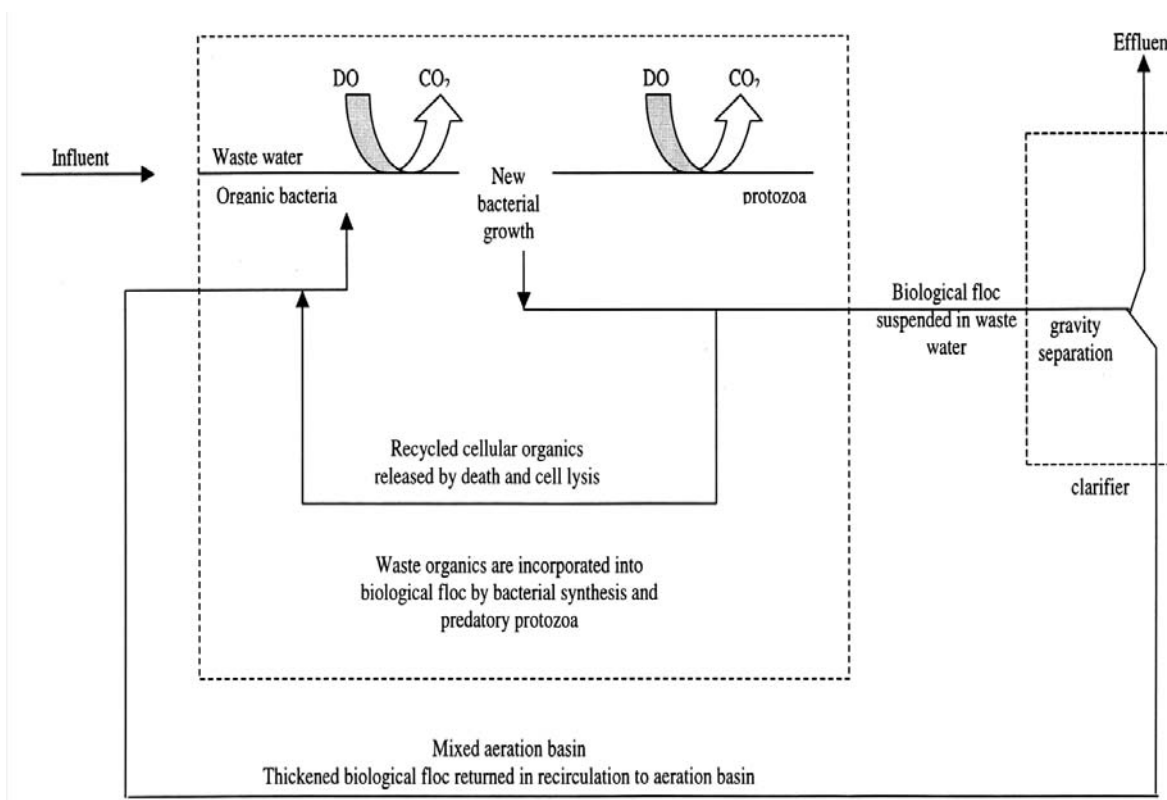 Effluen
DO
CO₂
DO
CO₂
Influent
Waste water
Organic bacteria
New
bacterial
growth
protozoa
Biological floc
suspended in waste
water
gravity
separation
Recycled cellular organics
released by death and cell lysis
clarifier
Waste organics are incorporated into
biological floc by bacterial synthesis and
predatory protozoa
Mixed aeration basin
Thickened biological floc returned in recirculation to aeration basin